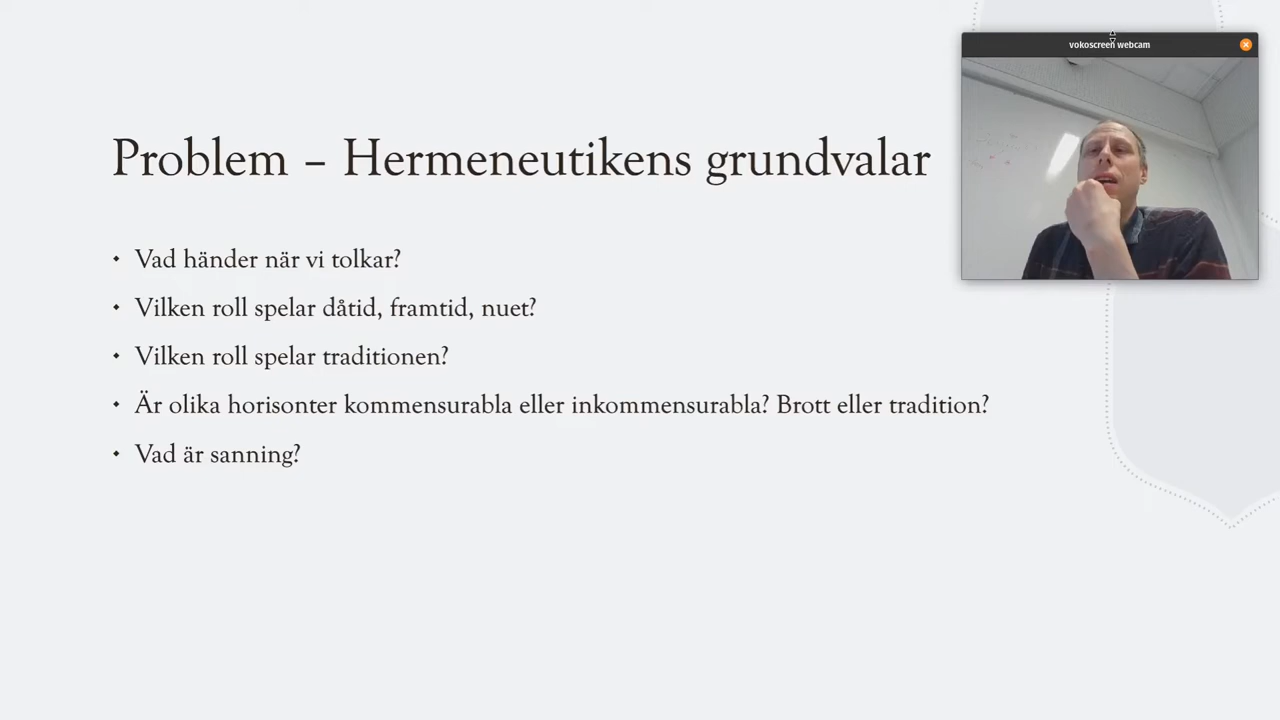 vokoscreen webcam
Problem – Hermeneutikens grundvalar
Vad händer när vi tolkar?
Vilken roll spelar dåtid, framtid, nuet?
Vilken roll spelar traditionen?
Är olika horisonter kommensurabla eller inkommensurabla? Brott eller tradition?
Vad är sanning?